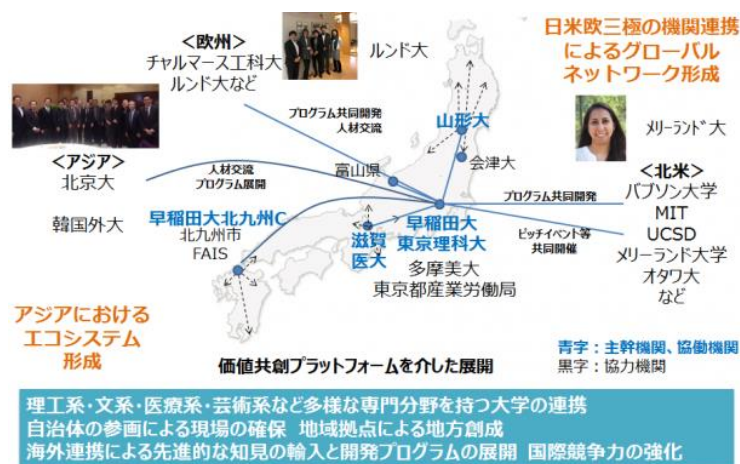 日米欧三極の機関連携
によるグローバル
ネットワーク形成
<欧州>
チャルマース工科大
ルンド大など
ルンド大
プログラム共同開発
人材交流
山形大
会津大
メリーランド大
<アジア>
北京大
韓国外大
人材交流
プログラム展開
富山県
<北米>
バブソン大学
MIT
UCSD
メリーランド大学
オタワ大
など
プログラム共同開発
ピッチイベント等
共同開催
早稲田大北九州C
北九州市
FAIS
滋賀
医大
早稲田大
東京理科大
多摩美大
東京都産業労働局
アジアにおける
エコシステム
形成
価値共創プラットフォームを介した展開
青字：主幹機関、協働機関
黒字：協力機関
理工系・文系・医療系・芸術系など多様な専門分野を持つ大学の連携
自治体の参画による現場の確保 地域拠点による地方創成
海外連携による先進的な知見の輸入と開発プログラムの展開 国際競争力の強化